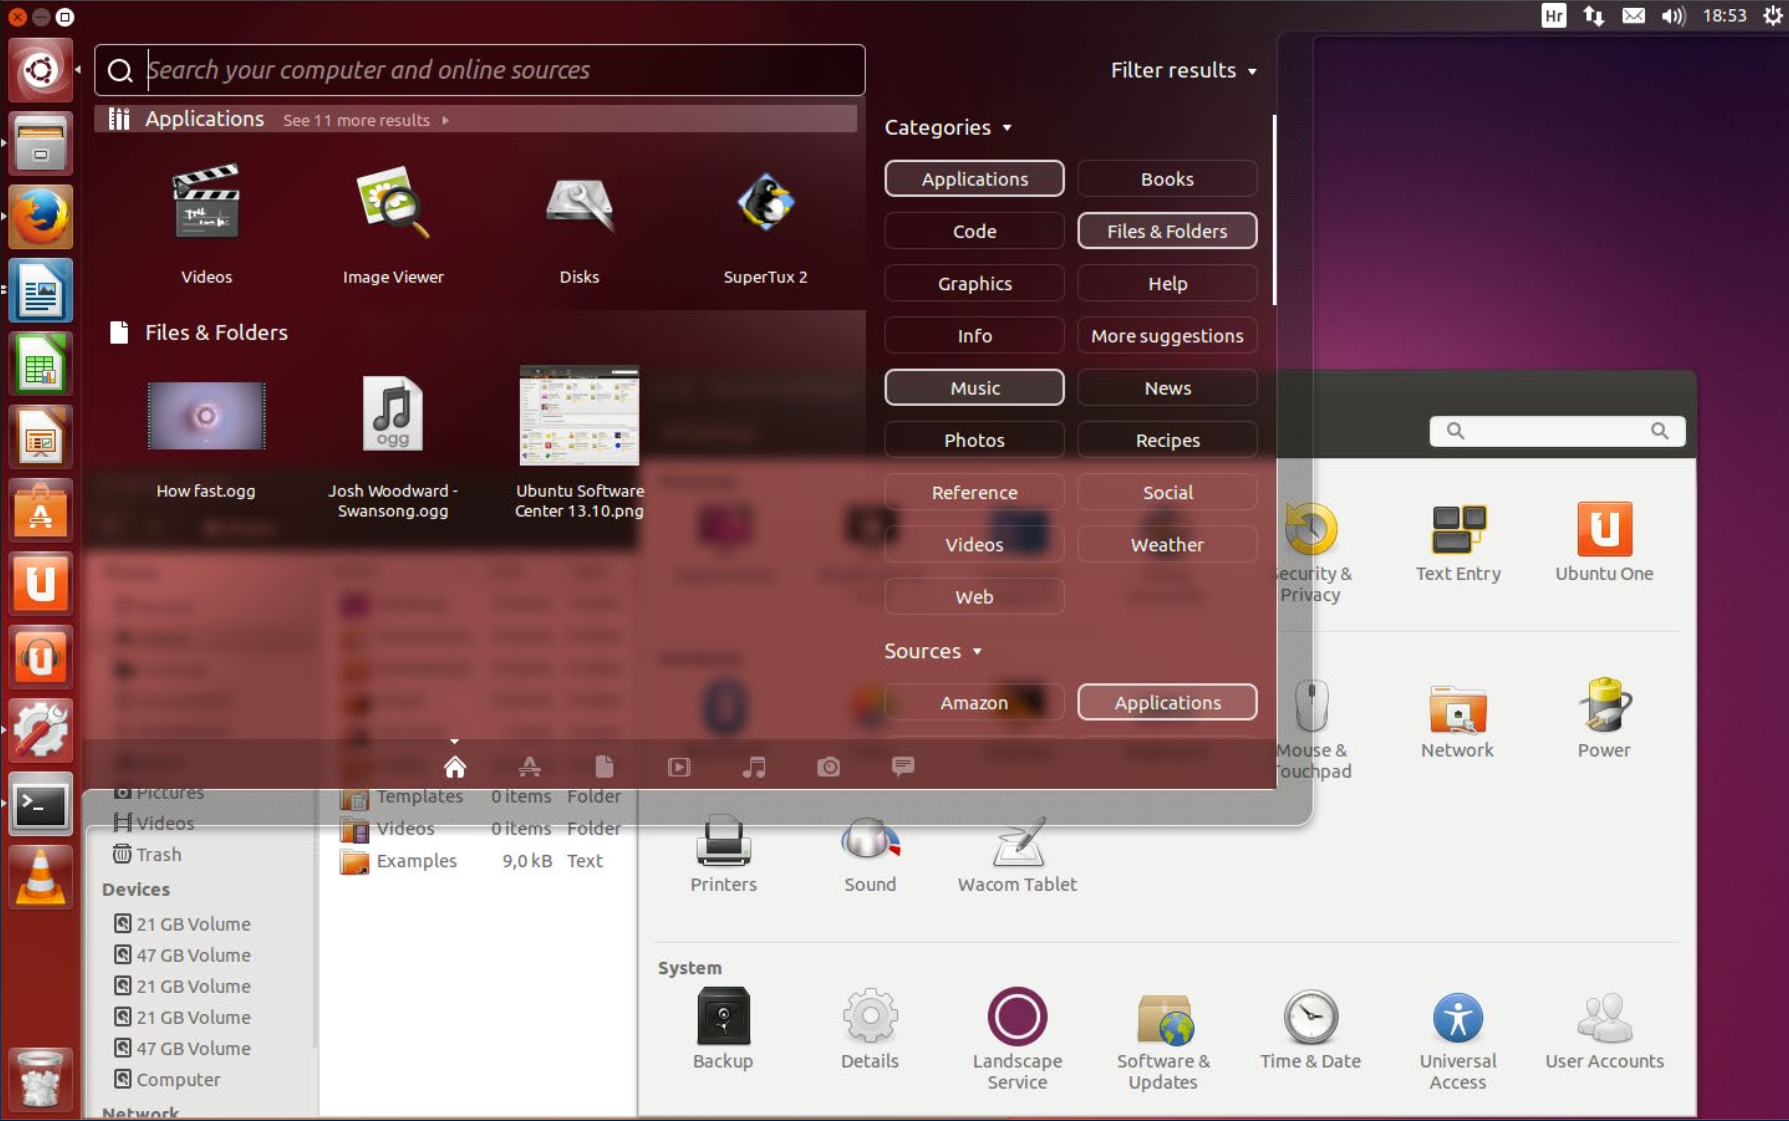 Hr
18:53
Search your computer and online sources
Filter results
Applications See 11 more results
Videos
Image Viewer
Disks
SuperTux 2
Files & Folders
ogg
How fast.ogg
Josh Woodward -
Swansong.ogg
Ubuntu Software
Center 13.10.png
Categories
Applications
Books
Code
Files & Folders
Graphics
Help
Info
More suggestions
Music
News
Photos
Recipes
Reference
Social
Videos
Weather
Web
Sources
Amazon
Applications
Security &
Privacy
Text Entry
Ubuntu One
Mouse &
Touchpad
Network
Power
Printers
Sound
Wacom Tablet
System
Backup
Details
Landscape
Service
Software &
Updates
Time & Date
Universal
Access
User Accounts
Pictures
Videos
Trash
Devices
21 GB Volume
47 GB Volume
21 GB Volume
21 GB Volume
47 GB Volume
Computer
Network
Templates 0 items Folder
Videos 0 items Folder
Examples 9,0 kB Text